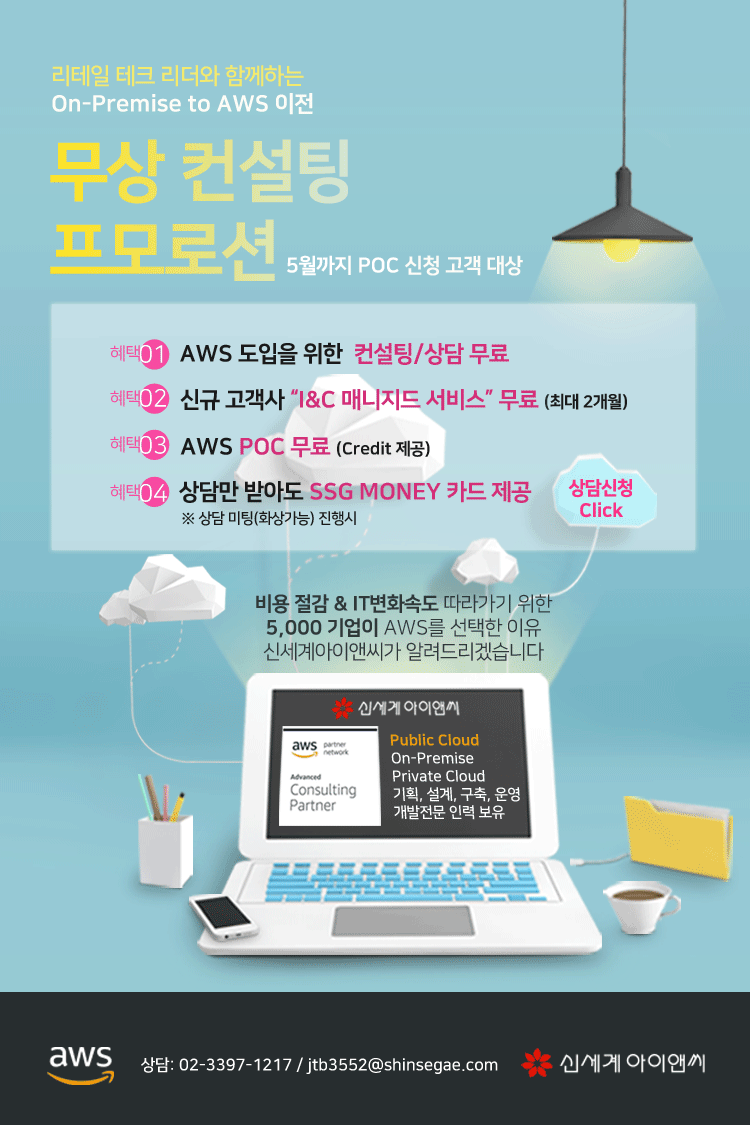 리테일 테크 리더와 함께하는
On-Premise to AWS 이전
무상 컨설팅
프모로션 5월까지 POC 신청 고객 대상
혜택01 AWS 도입을 위한 컨설팅/상담 무료
혜택02 신규 고객사 “I&C 매니지드 서비스” 무료 (최대 2개월)
혜택03 AWS POC 무료 (Credit 제공)
혜택04 상담만 받아도 SSG MONEY 카드 제공
※ 상담 미팅(화상가능) 진행시
상담신청
Click
비용 절감 & IT변화속도 따라가기 위한
5,000 기업이 AWS를 선택한 이유
신세계아이앤씨가 알려드리겠습니다
신세계 아이앤씨
aws partner network
Advanced
Consulting
Partner
Public Cloud
On-Premise
Private Cloud
기획, 설계, 구축, 운영
개발전문 인력 보유
aws
상담: 02-3397-1217 / jtb3552@shinsegae.com
신세계 아이앤씨